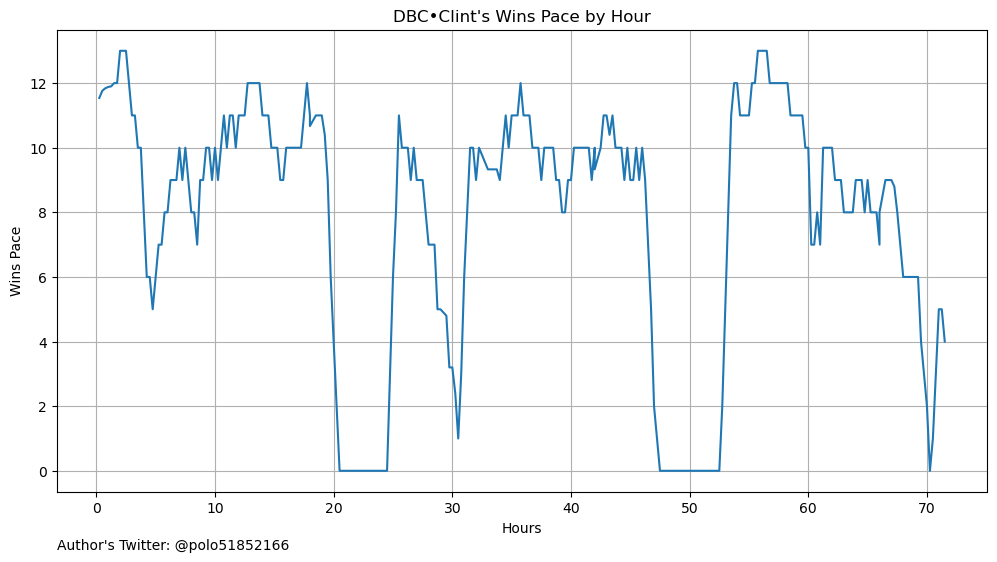 DBC•Clint's Wins Pace by Hour
12
10
8
6
4
2
0
Wins Pace
0 10 20 30 40 50 60 70
Hours
Author's Twitter: @polo51852166